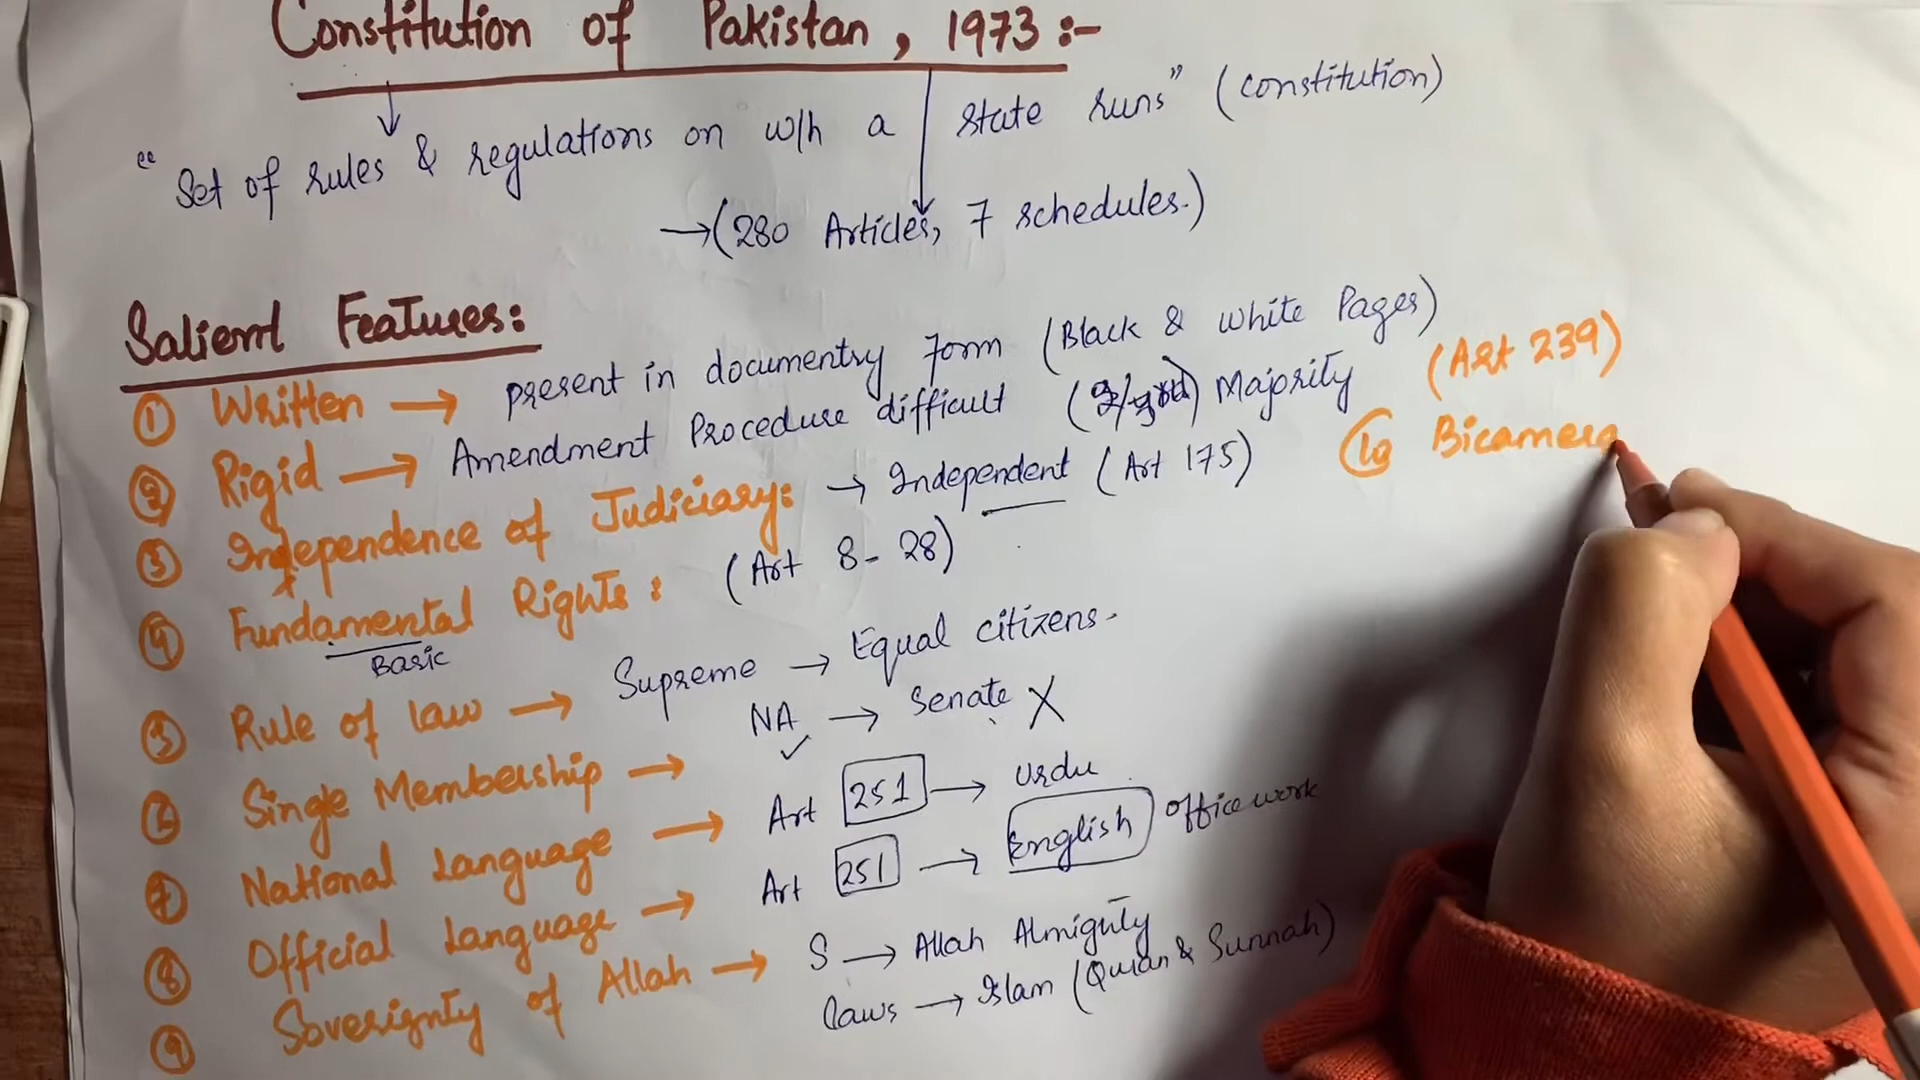 Constitution of Pakistan, 1973 :-
"Set of rules & regulations on w/h a state runs" (constitution)
→(280 Articles, 7 schedules.)
Salient Features:
① Written → present in documentry form (Black & white Pages)
② Rigid → Amendment Procedure difficult (2/3rd) Majority (Art 239)
③ Independence of Judiciary: → Independent (Art 175)
④ Fundamental Rights: (Art 8-28)
Basic
⑤ Rule of law → Supreme → Equal citizens.
⑥ Single Membership → NA → Senate X
✓
⑦ National Language → Art 251 → Urdu
⑧ Official Language → Art 251 → English office work
⑨ Soverignty of Allah → S → Allah Almighty
laws → Islam (Quran & Sunnah)
⑩ Bicamera